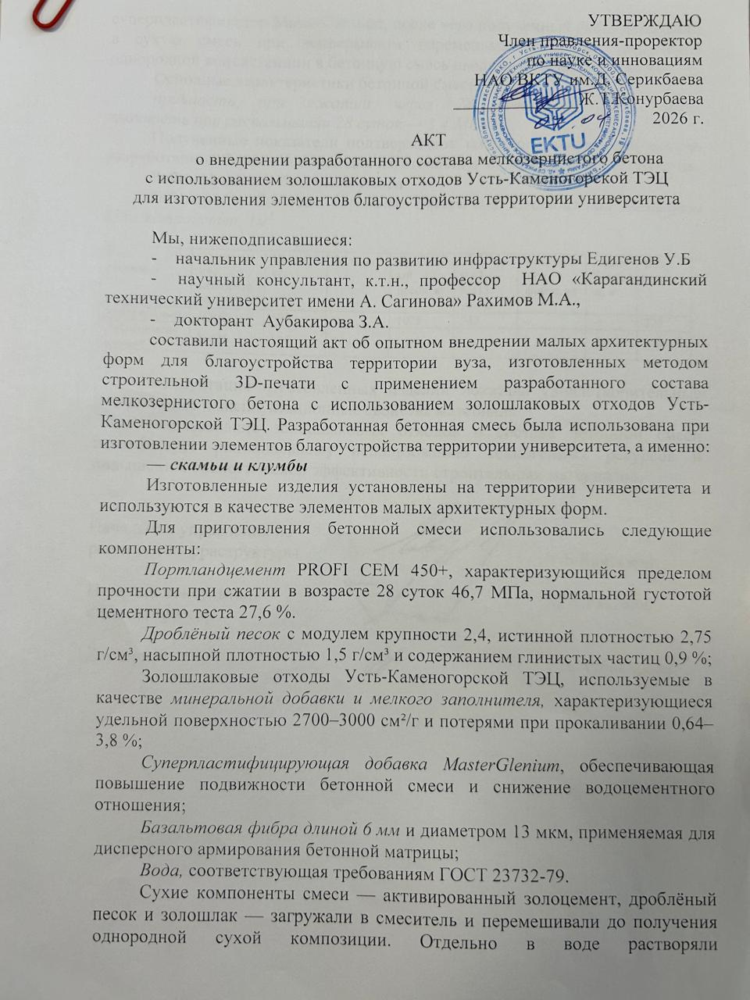 УТВЕРЖДАЮ
Член правления-проректор
по науке и инновациям
НАО ВКТУ им.Д. Серикбаева
Ж.Т.Конурбаева
2026 г.
EKTU
АКТ
о внедрении разработанного состава мелкозернистого бетона
с использованием золошлаковых отходов Усть-Каменогорской ТЭЦ
для изготовления элементов благоустройства территории университета
Мы, нижеподписавшиеся:
- начальник управления по развитию инфраструктуры Едигенов У.Б
- научный консультант, к.т.н., профессор НАО «Карагандинский
технический университет имени А. Сагинова» Рахимов М.А.,
- докторант Аубакирова З.А.
составили настоящий акт об опытном внедрении малых архитектурных
форм для благоустройства территории вуза, изготовленных методом
строительной 3D-печати с применением разработанного состава
мелкозернистого бетона с использованием золошлаковых отходов Усть-
Каменогорской ТЭЦ. Разработанная бетонная смесь была использована при
изготовлении элементов благоустройства территории университета, а именно:
— скамьи и клумбы
Изготовленные изделия установлены на территории университета и
используются в качестве элементов малых архитектурных форм.
Для приготовления бетонной смеси использовались следующие
компоненты:
Портландцемент PROFI CEM 450+, характеризующийся пределом
прочности при сжатии в возрасте 28 суток 46,7 МПа, нормальной густотой
цементного теста 27,6 %.
Дроблёный песок с модулем крупности 2,4, истинной плотностью 2,75
г/см³, насыпной плотностью 1,5 г/см³ и содержанием глинистых частиц 0,9 %;
Золошлаковые отходы Усть-Каменогорской ТЭЦ, используемые в
качестве минеральной добавки и мелкого заполнителя, характеризующиеся
удельной поверхностью 2700–3000 см²/г и потерями при прокаливании 0,64–
3,8 %;
Суперпластифицирующая добавка MasterGlenium, обеспечивающая
повышение подвижности бетонной смеси и снижение водоцементного
отношения;
Базальтовая фибра длиной 6 мм и диаметром 13 мкм, применяемая для
дисперсного армирования бетонной матрицы;
Вода, соответствующая требованиям ГОСТ 23732-79.
Сухие компоненты смеси — активированный золоцемент, дроблёный
песок и золошлак — загружали в смеситель и перемешивали до получения
однородной сухой композиции. Отдельно в воде растворяли